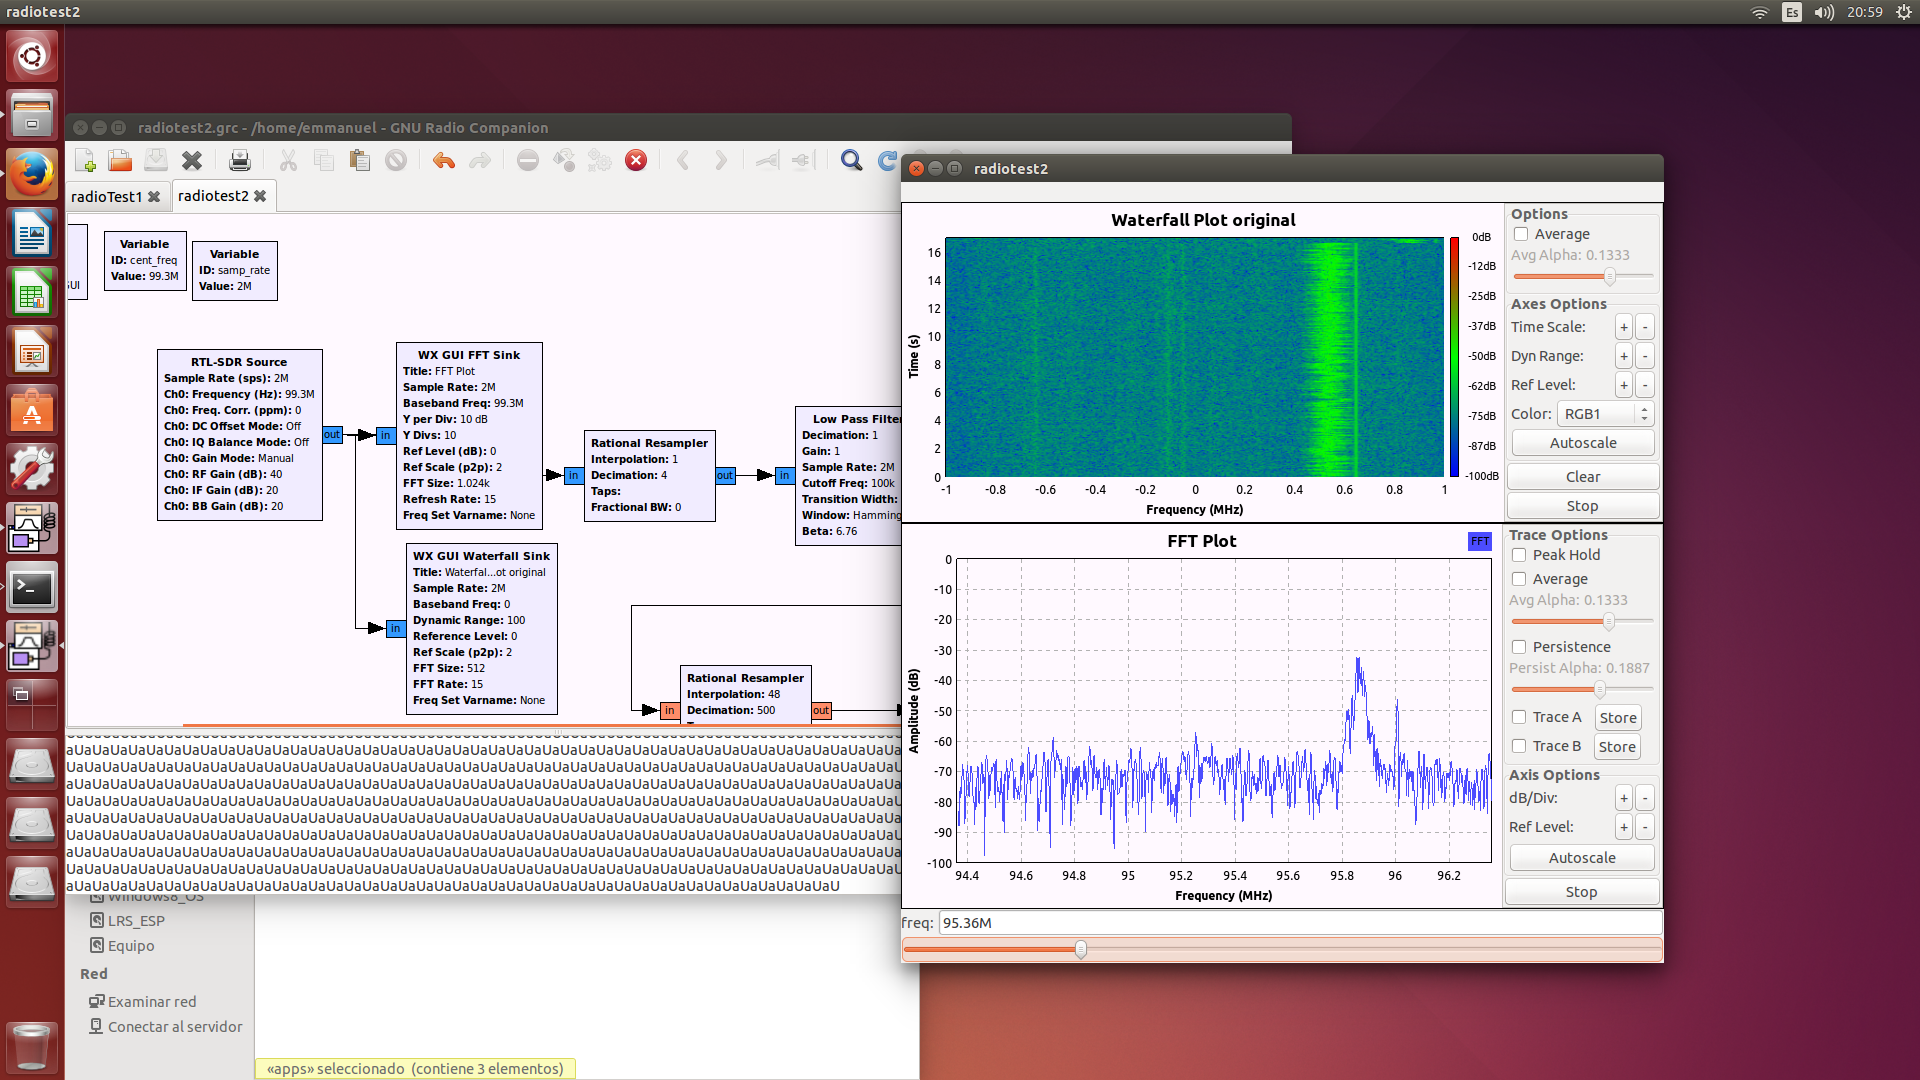 radiotest2
Es
20:59
radiotest2.grc - /home/emmanuel - GNU Radio Companion
radioTest1
radiotest2
GUI
Variable
ID: cent_freq
Value: 99.3M
Variable
ID: samp_rate
Value: 2M
RTL-SDR Source
Sample Rate (sps): 2M
Ch0: Frequency (Hz): 99.3M
Ch0: Freq. Corr. (ppm): 0
Ch0: DC Offset Mode: Off
Ch0: IQ Balance Mode: Off
Ch0: Gain Mode: Manual
Ch0: RF Gain (dB): 40
Ch0: IF Gain (dB): 20
Ch0: BB Gain (dB): 20
out
in
WX GUI FFT Sink
Title: FFT Plot
Sample Rate: 2M
Baseband Freq: 99.3M
Y per Div: 10 dB
Y Divs: 10
Ref Level (dB): 0
Ref Scale (p2p): 2
FFT Size: 1.024k
Refresh Rate: 15
Freq Set Varname: None
in
WX GUI Waterfall Sink
Title: Waterfal...ot original
Sample Rate: 2M
Baseband Freq: 0
Dynamic Range: 100
Reference Level: 0
Ref Scale (p2p): 2
FFT Size: 512
FFT Rate: 15
Freq Set Varname: None
in
Rational Resampler
Interpolation: 1
Decimation: 4
Taps:
Fractional BW: 0
out
in
Low Pass Filter
Decimation: 1
Gain: 1
Sample Rate: 2M
Cutoff Freq: 100k
Transition Width:
Window: Hamming
Beta: 6.76
in
Rational Resampler
Interpolation: 48
Decimation: 500
out
aUaUaUaUaUaUaUaUaUaUaUaUaUaUaUaUaUaUaUaUaUaUaUaUaUaUaUaUaUaUaUaUaUaUaUaUaUaUaUaUaUaUaUaUaUaU
UaUaUaUaUaUaUaUaUaUaUaUaUaUaUaUaUaUaUaUaUaUaUaUaUaUaUaUaUaUaUaUaUaUaUaUaUaUaUaUaUaUaUaUaUaUa
aUaUaUaUaUaUaUaUaUaUaUaUaUaUaUaUaUaUaUaUaUaUaUaUaUaUaUaUaUaUaUaUaUaUaUaUaUaUaUaUaUaUaUaUaUaU
UaUaUaUaUaUaUaUaUaUaUaUaUaUaUaUaUaUaUaUaUaUaUaUaUaUaUaUaUaUaUaUaUaUaUaUaUaUaUaUaUaUaUaUaUaUa
aUaUaUaUaUaUaUaUaUaUaUaUaUaUaUaUaUaUaUaUaUaUaUaUaUaUaUaUaUaUaUaUaUaUaUaUaUaUaUaUaUaUaUaUaUaU
UaUaUaUaUaUaUaUaUaUaUaUaUaUaUaUaUaUaUaUaUaUaUaUaUaUaUaUaUaUaUaUaUaUaUaUaUaUaUaUaUaUaUaUaUaUa
aUaUaUaUaUaUaUaUaUaUaUaUaUaUaUaUaUaUaUaUaUaUaUaUaUaUaUaUaUaUaUaUaUaUaUaUaUaUaUaUaUaUaUaUaUaU
UaUaUaUaUaUaUaUaUaUaUaUaUaUaUaUaUaUaUaUaUaUaUaUaUaUaUaUaUaUaUaUaUaUaUaUaUaUaUaUaUaUaUaUaUaUa
aUaUaUaUaUaUaUaUaUaUaUaUaUaUaUaUaUaUaUaUaUaUaUaUaUaUaUaUaUaUaUaUaUaUaUaUaUaUaUaUaUaUaU
Windows8_OS
LRS_ESP
Equipo
Red
Examinar red
Conectar al servidor
«apps» seleccionado (contiene 3 elementos)
radiotest2
Waterfall Plot original
Time (s)
16
14
12
10
8
6
4
2
0
-1 -0.8 -0.6 -0.4 -0.2 0 0.2 0.4 0.6 0.8 1
Frequency (MHz)
0dB
-12dB
-25dB
-37dB
-50dB
-62dB
-75dB
-87dB
-100dB
Options
Average
Avg Alpha: 0.1333
Axes Options
Time Scale: + -
Dyn Range: + -
Ref Level: + -
Color: RGB1
Autoscale
Clear
Stop
FFT Plot
FFT
Amplitude (dB)
0
-10
-20
-30
-40
-50
-60
-70
-80
-90
-100
94.4 94.6 94.8 95 95.2 95.4 95.6 95.8 96 96.2
Frequency (MHz)
Trace Options
Peak Hold
Average
Avg Alpha: 0.1333
Persistence
Persist Alpha: 0.1887
Trace A Store
Trace B Store
Axis Options
dB/Div: + -
Ref Level: + -
Autoscale
Stop
freq: 95.36M